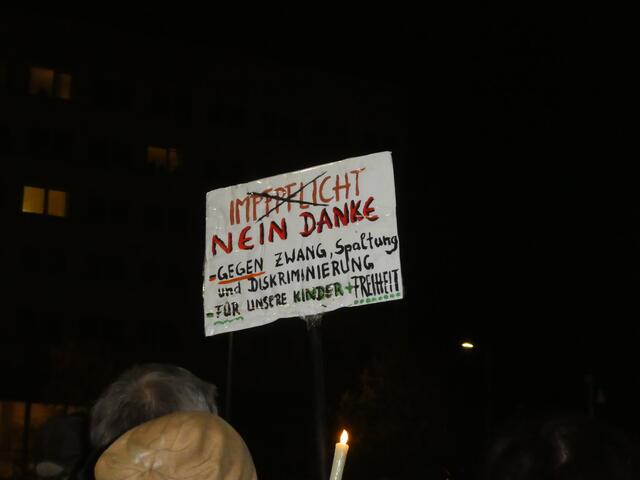 IMPFPFLICHT
NEIN DANKE
-GEGEN ZWANG, Spaltung
und DISKRIMINIERUNG
-FÜR UNSERE KINDER + FREIHEIT